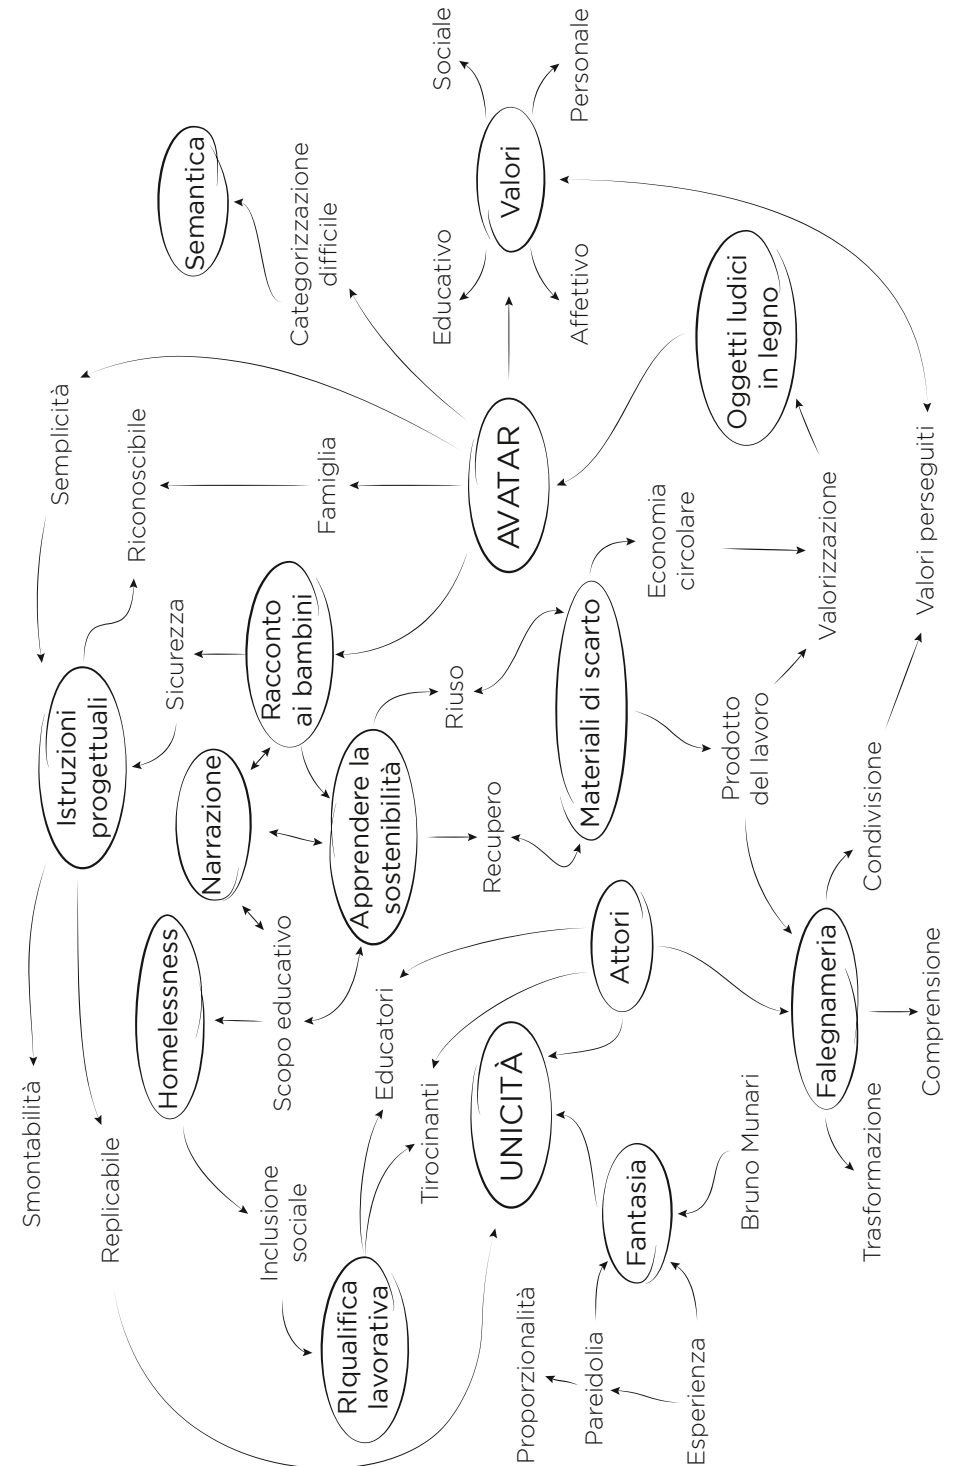 Smontabilità
Replicabile
Istruzioni
progettuali
Semplicità
Riconoscibile
Sicurezza
Semantica
Homelessness
Narrazione
Racconto
ai bambini
Famiglia
Categorizzazione
difficile
Inclusione
sociale
Scopo educativo
RIqualifica
lavorativa
Educatori
Apprendere la
sostenibilità
Tirocinanti
Riuso
Recupero
Educativo
Sociale
UNICITÀ
AVATAR
Valori
Proporzionalità
Affettivo
Personale
Pareidolia
Fantasia
Attori
Materiali di scarto
Economia
circolare
Esperienza
Bruno Munari
Prodotto
del lavoro
Oggetti ludici
in legno
Falegnameria
Valorizzazione
Trasformazione
Condivisione
Comprensione
Valori perseguiti